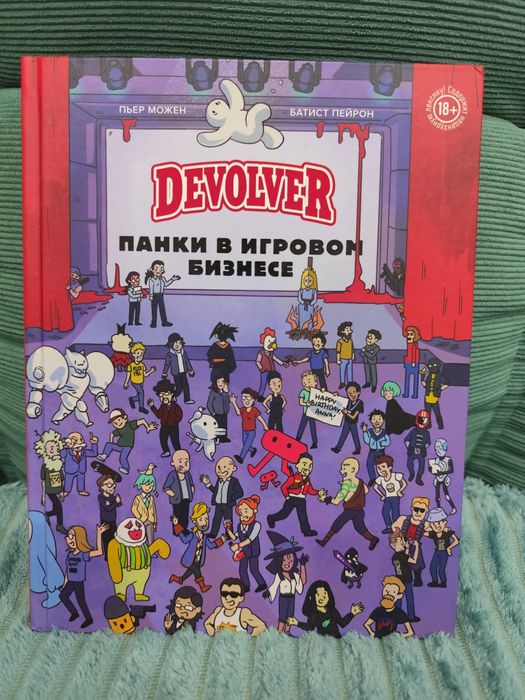 ПЬЕР МОЖЕН
БАТИСТ ПЕЙРОН
18+
DEVOLVER
ПАНКИ В ИГРОВОМ
БИЗНЕСЕ
HAPPY
BIRTHDAY,
ANNA!